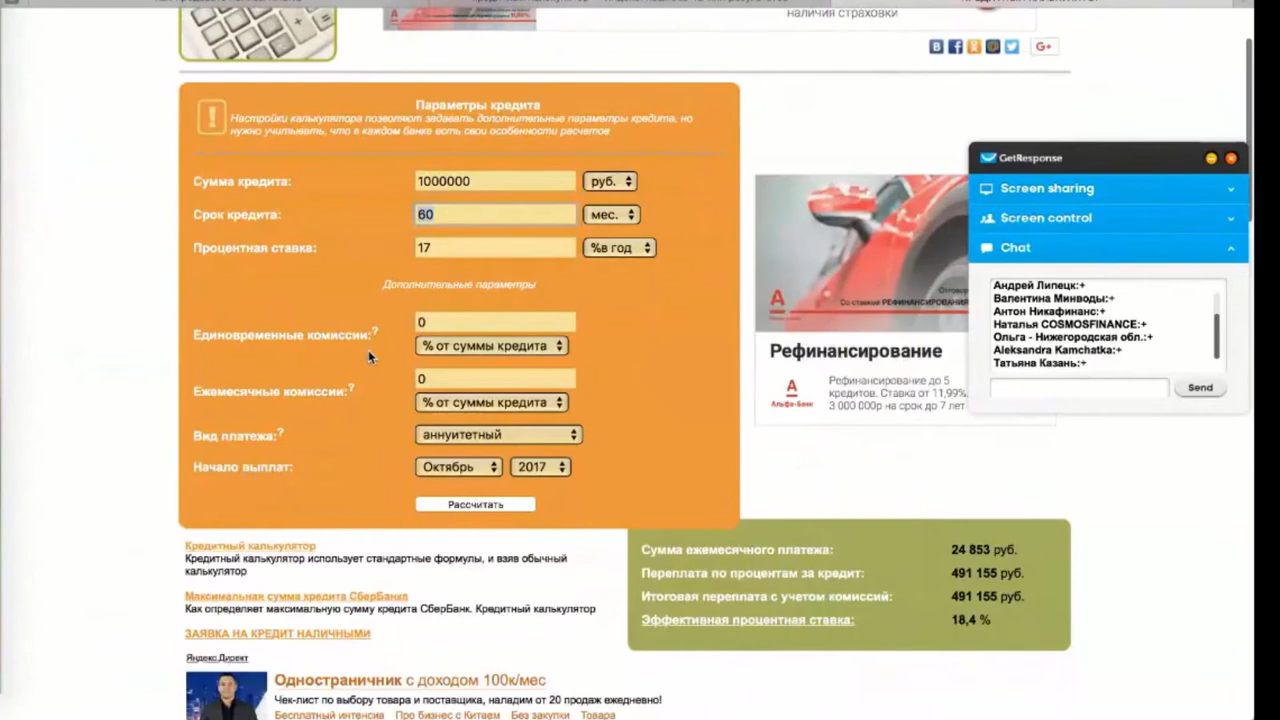 наличия страховки
G+
Параметры кредита
Настройки калькулятора позволяют задавать дополнительные параметры кредита, но
нужно учитывать, что в каждом банке есть свои особенности расчетов
Сумма кредита: 1000000 руб.
Срок кредита: 60 мес.
Процентная ставка: 17 %в год
Дополнительные параметры
Единовременные комиссии:? 0
% от суммы кредита
Ежемесячные комиссии:? 0
% от суммы кредита
Вид платежа:? аннуитетный
Начало выплат: Октябрь 2017
Рассчитать
GetResponse
Screen sharing
Screen control
Chat
Андрей Липецк:+
Валентина Минводы:+
Антон Никафинанс:+
Наталья COSMOSFINANCE:+
Ольга - Нижегородская обл.:+
Aleksandra Kamchatka:+
Татьяна Казань:+
Send
Со ставкой РЕФИНАНСИРОВАНИЯ
Рефинансирование
А
Альфа·Банк
Рефинансирование до 5
кредитов. Ставка от 11,99%.
3 000 000р на срок до 7 лет
Кредитный калькулятор
Кредитный калькулятор использует стандартные формулы, и взяв обычный
калькулятор
Максимальная сумма кредита СберБанка
Как определяет максимальную сумму кредита СберБанк. Кредитный калькулятор
ЗАЯВКА НА КРЕДИТ НАЛИЧНЫМИ
Яндекс.Директ
Сумма ежемесячного платежа: 24 853 руб.
Переплата по процентам за кредит: 491 155 руб.
Итоговая переплата с учетом комиссий: 491 155 руб.
Эффективная процентная ставка: 18,4 %
Одностраничник с доходом 100к/мес
Чек-лист по выбору товара и поставщика, наладим от 20 продаж ежедневно!
Бесплатный интенсив Про бизнес с Китаем Без закупки Товара